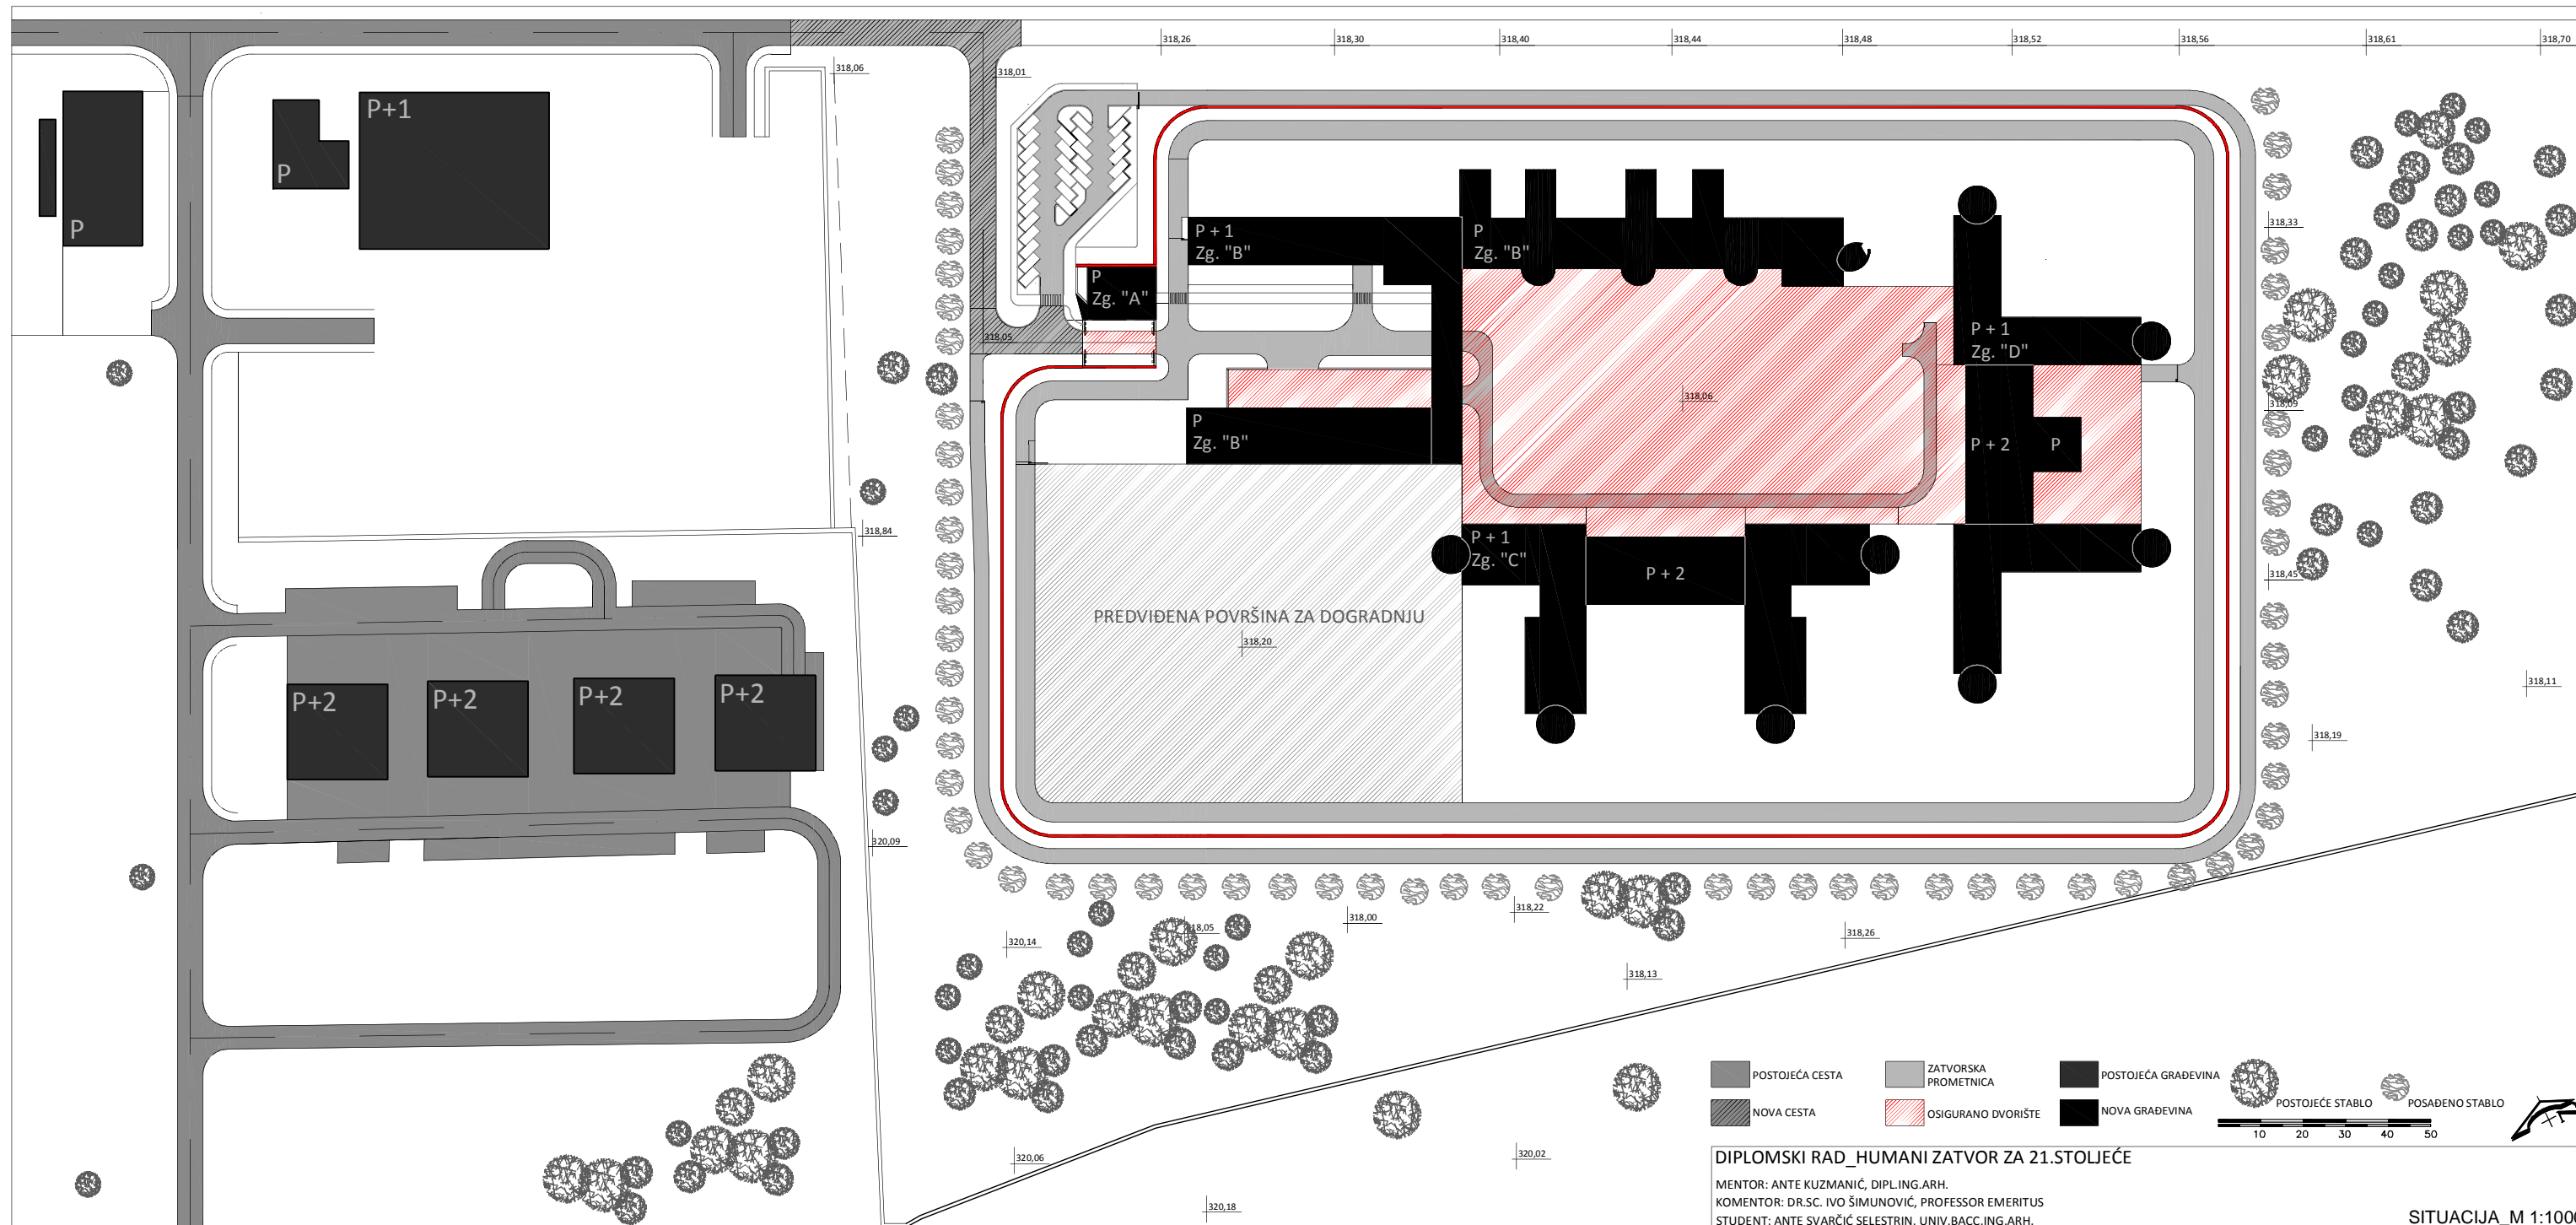 318,26
318,30
318,40
318,44
318,48
318,52
318,56
318,61
318,70
318,06
318,01
P+1
P
P
P + 1
Zg. "B"
P
Zg. "B"
318,33
P
Zg. "A"
318,05
P + 1
Zg. "D"
318,06
318,09
P
Zg. "B"
P + 2
P
318,84
P + 1
Zg. "C"
P + 2
318,45
PREDVIĐENA POVRŠINA ZA DOGRADNJU
318,20
P+2
P+2
P+2
P+2
318,11
318,19
320,09
318,22
318,00
318,05
320,14
318,26
318,13
POSTOJEĆA CESTA
ZATVORSKA
PROMETNICA
POSTOJEĆA GRAĐEVINA
POSTOJEĆE STABLO
POSAĐENO STABLO
NOVA CESTA
OSIGURANO DVORIŠTE
NOVA GRAĐEVINA
10 20 30 40 50
320,06
320,02
320,18
DIPLOMSKI RAD_HUMANI ZATVOR ZA 21.STOLJEĆE
MENTOR: ANTE KUZMANIĆ, DIPL.ING.ARH.
KOMENTOR: DR.SC. IVO ŠIMUNOVIĆ, PROFESSOR EMERITUS
STUDENT: ANTE SVARČIĆ SELESTRIN, UNIV.BACC.ING.ARH.
SITUACIJA_M 1:1000